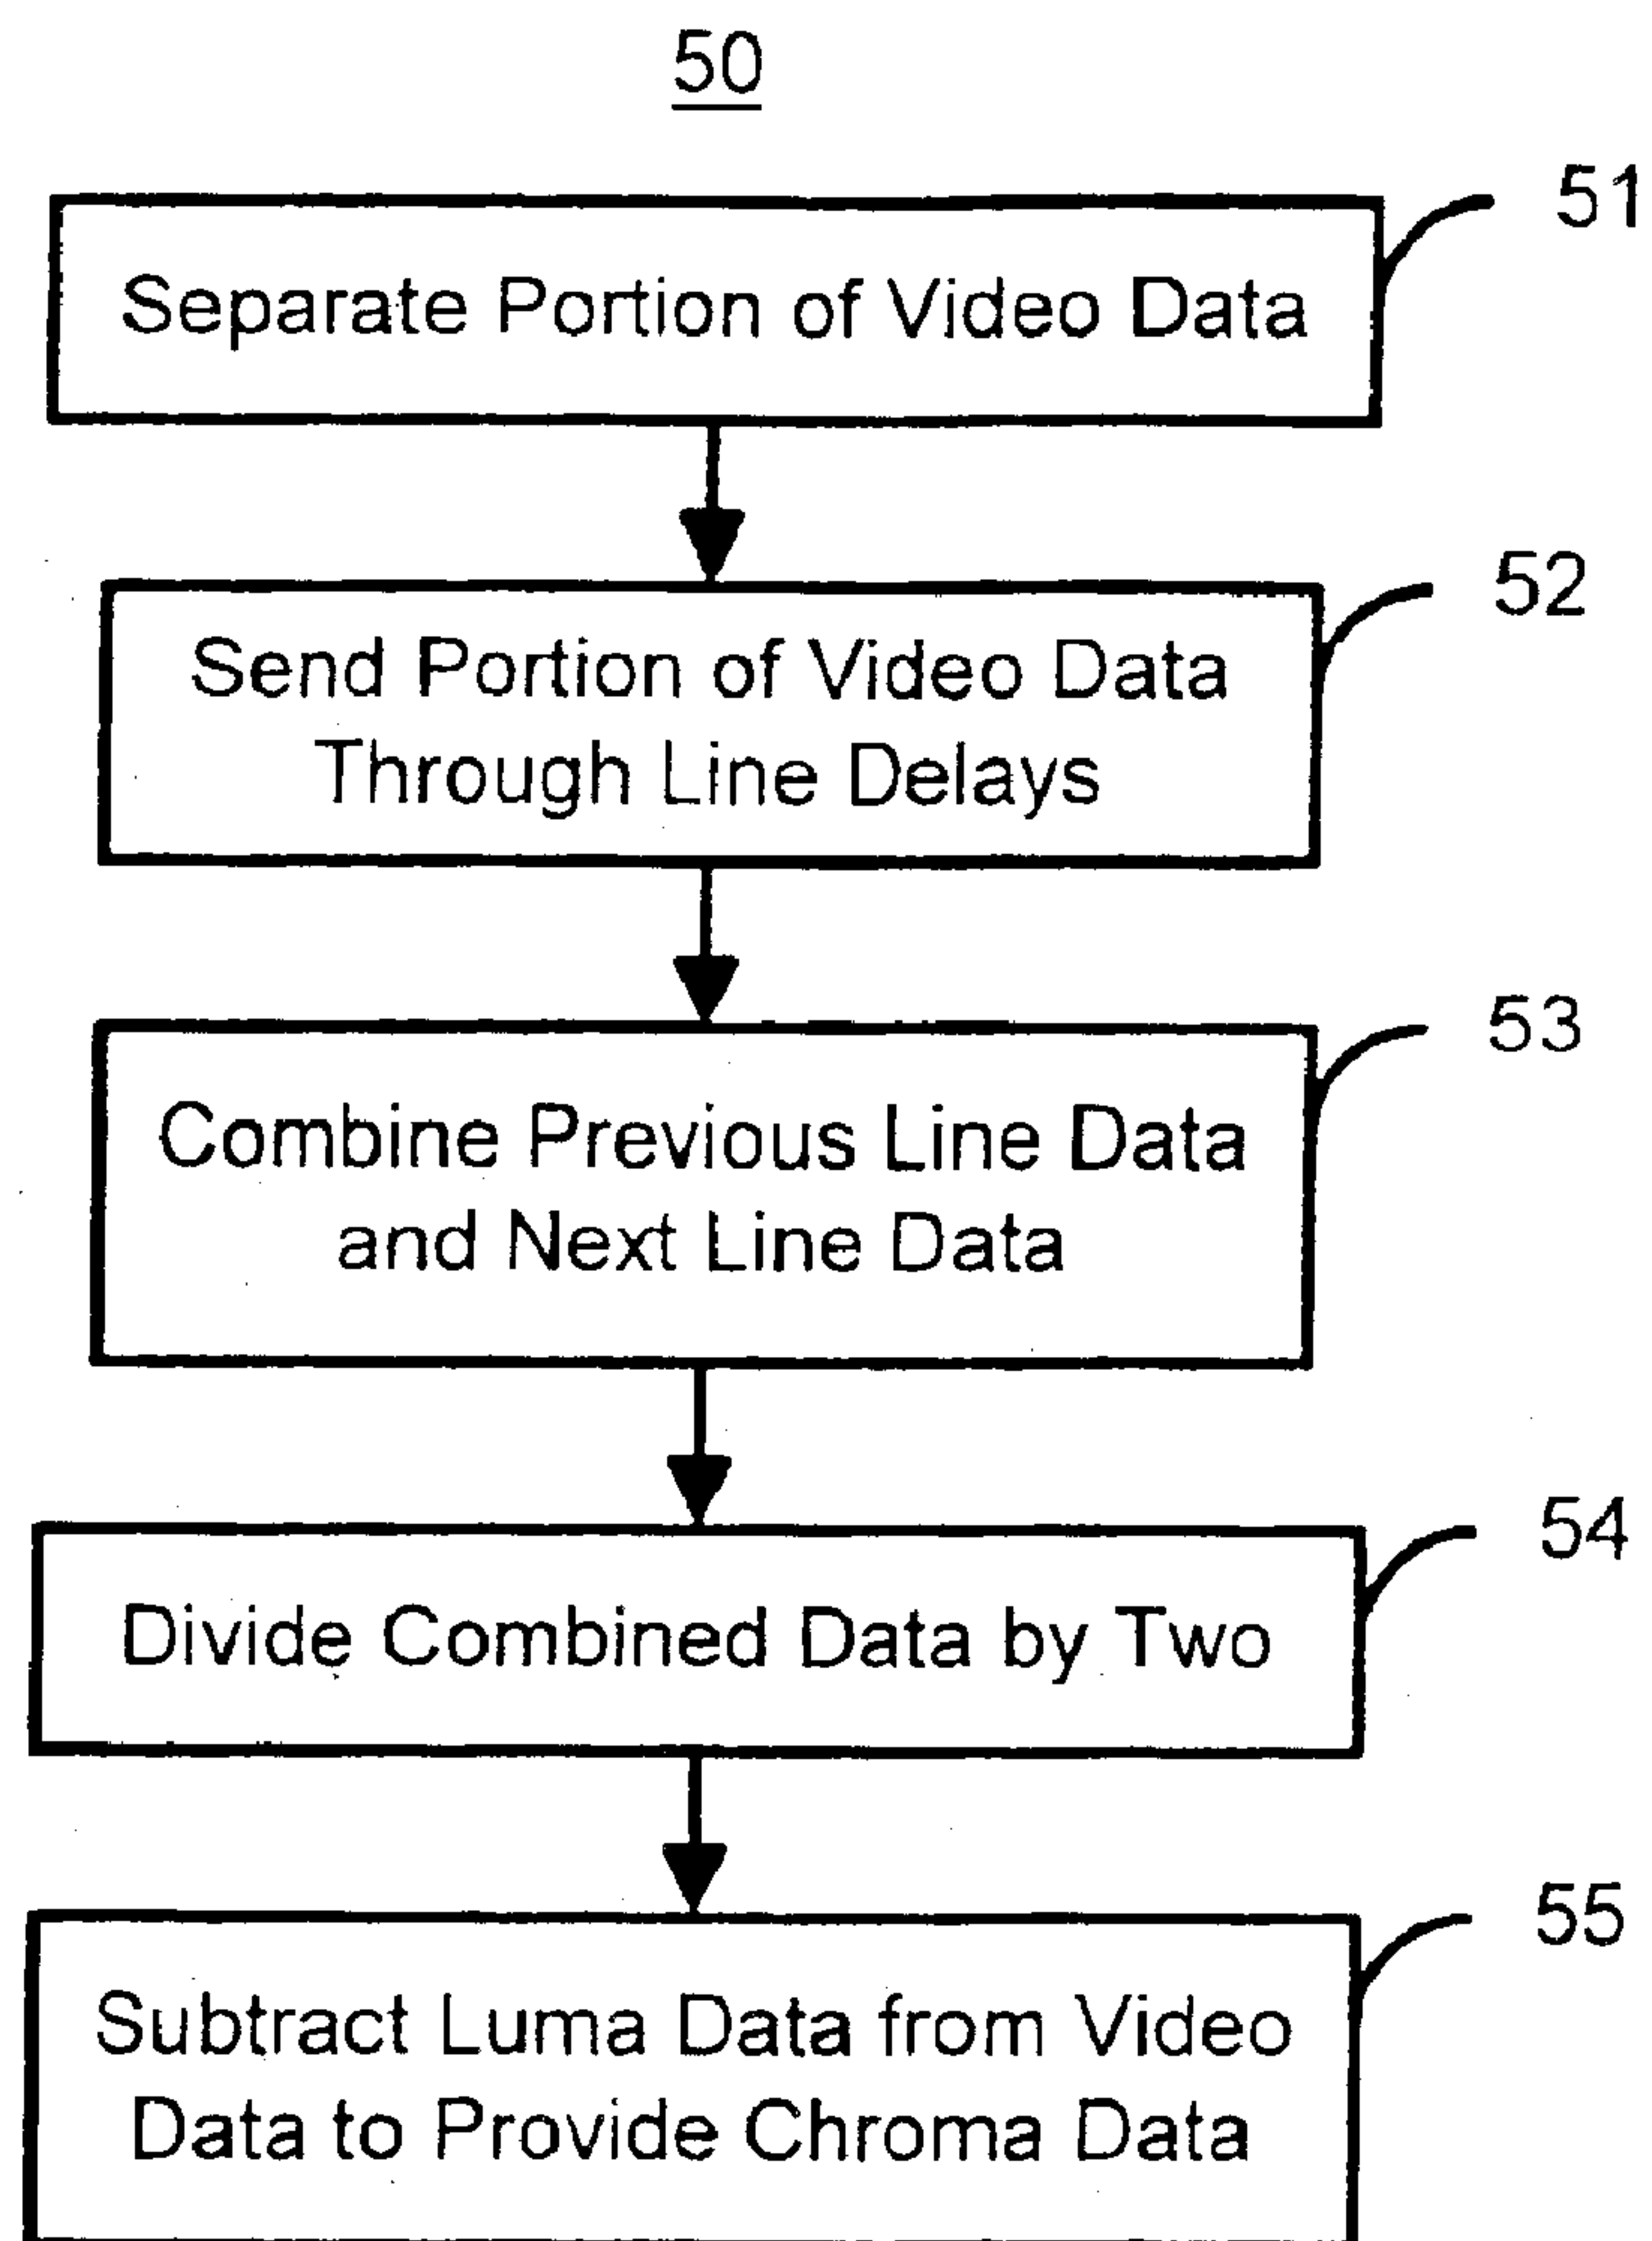 50
51
Separate Portion of Video Data
52
Send Portion of Video Data
Through Line Delays
53
Combine Previous Line Data
and Next Line Data
54
Divide Combined Data by Two
55
Subtract Luma Data from Video
Data to Provide Chroma Data